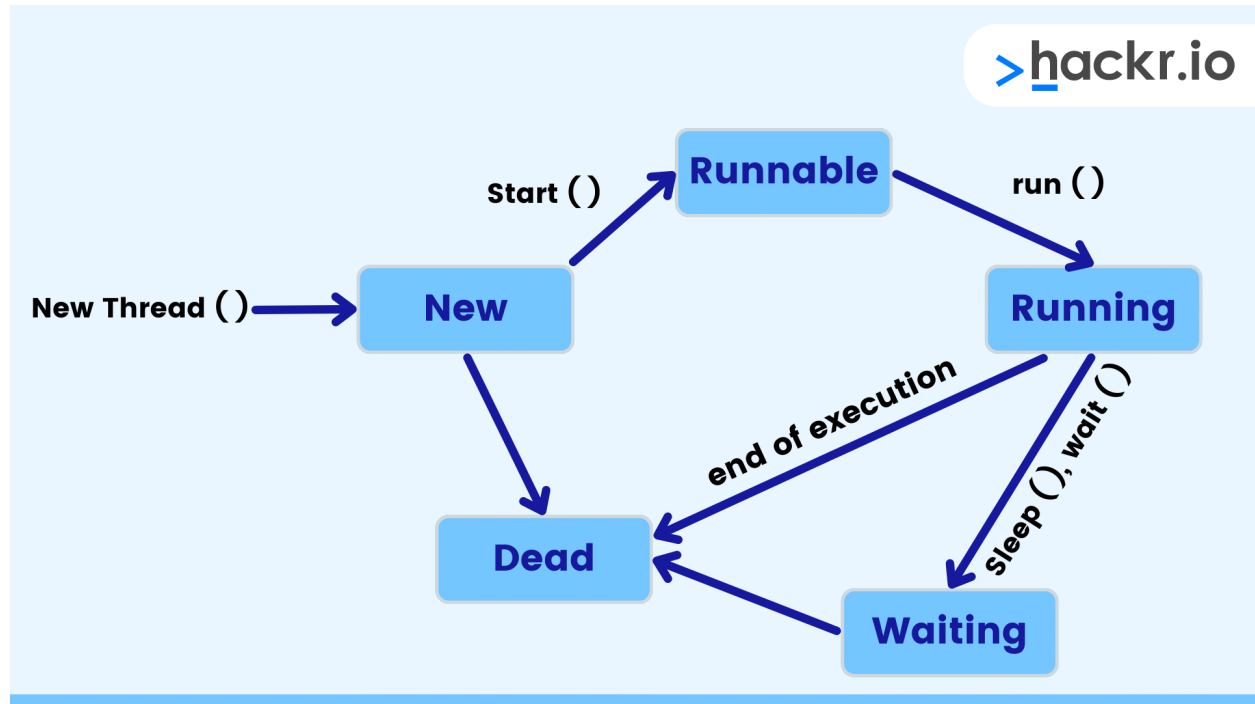 >hackr.io
Runnable
Start ( )
run ( )
New Thread ( )
New
Running
end of execution
Sleep ( ), wait ( )
Dead
Waiting